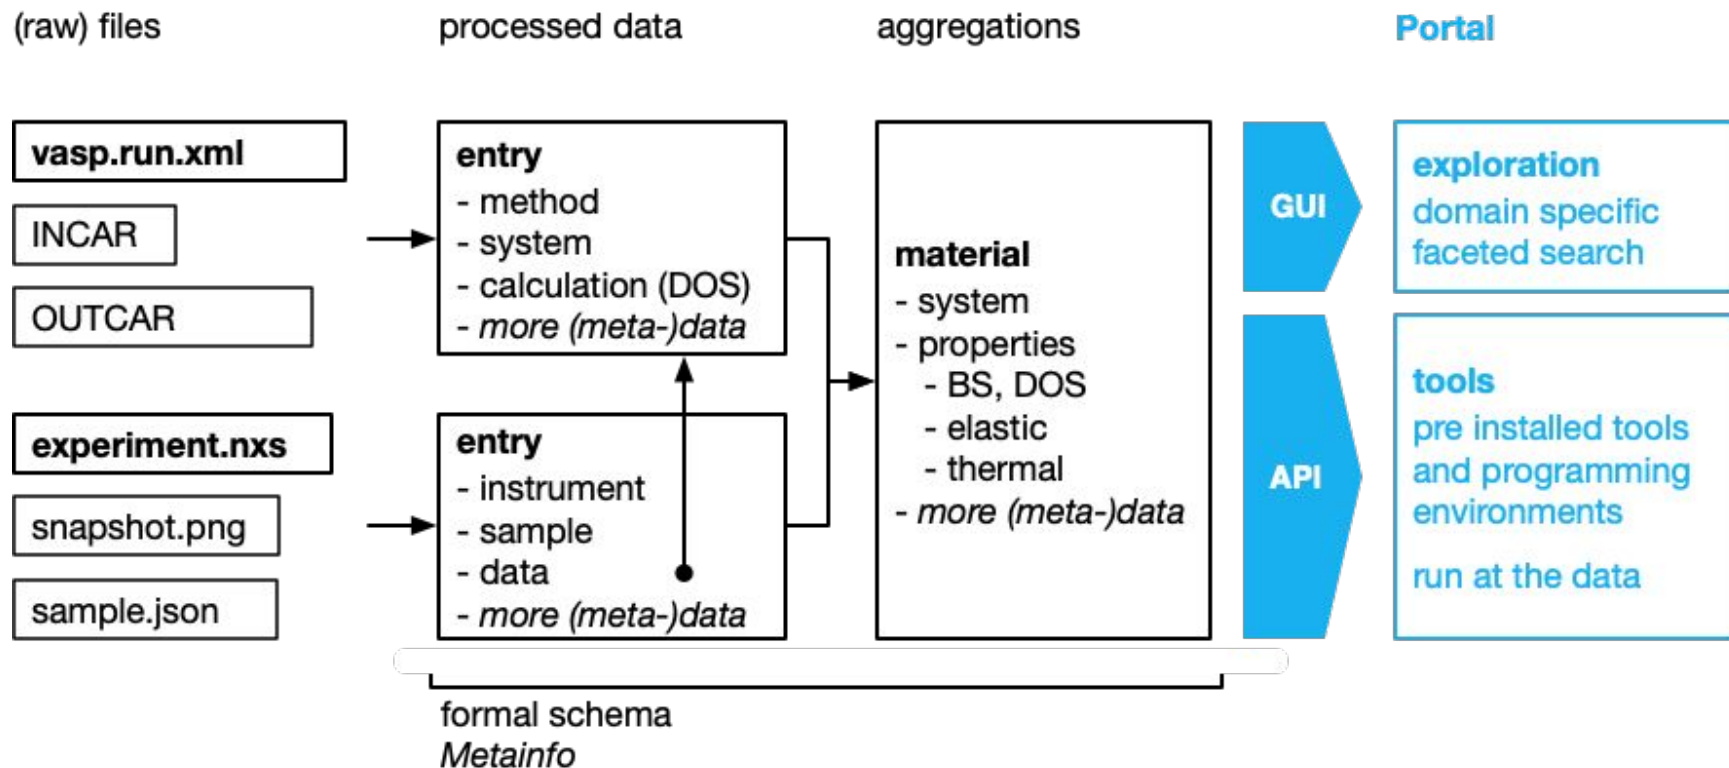 (raw) files
processed data
aggregations
Portal
vasp.run.xml
INCAR
OUTCAR
experiment.nxs
snapshot.png
sample.json
entry
- method
- system
- calculation (DOS)
- more (meta-)data
entry
- instrument
- sample
- data
- more (meta-)data
material
- system
- properties
- BS, DOS
- elastic
- thermal
- more (meta-)data
GUI
API
exploration
domain specific
faceted search
tools
pre installed tools
and programming
environments
run at the data
formal schema
Metainfo